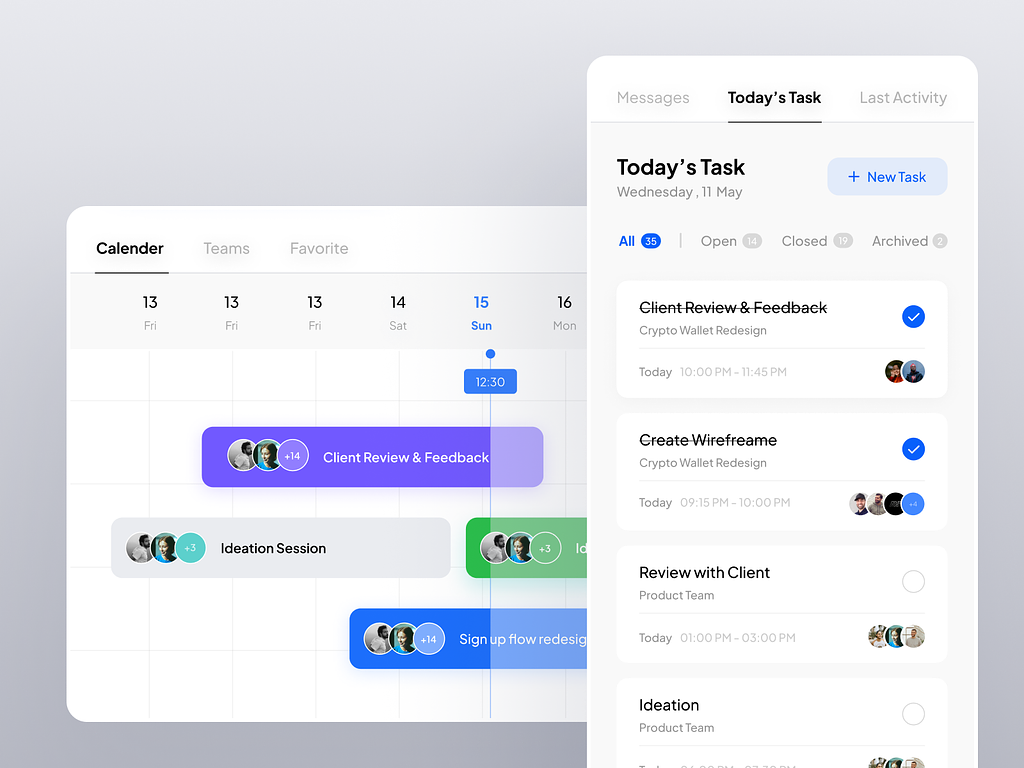 Messages
Today's Task
Last Activity
Today's Task
Wednesday , 11 May
+ New Task
All 35
Open 14
Closed 19
Archived 2
Client Review & Feedback
Crypto Wallet Redesign
Today 10:00 PM - 11:45 PM
Create Wireframe
Crypto Wallet Redesign
Today 09:15 PM - 10:00 PM
+4
Review with Client
Product Team
Today 01:00 PM - 03:00 PM
Ideation
Product Team
Calender
Teams
Favorite
13 13 13 14 15 16
Fri Fri Fri Sat Sun Mon
12:30
+14 Client Review & Feedback
+3 Ideation Session
+3 Id
+14 Sign up flow redesig